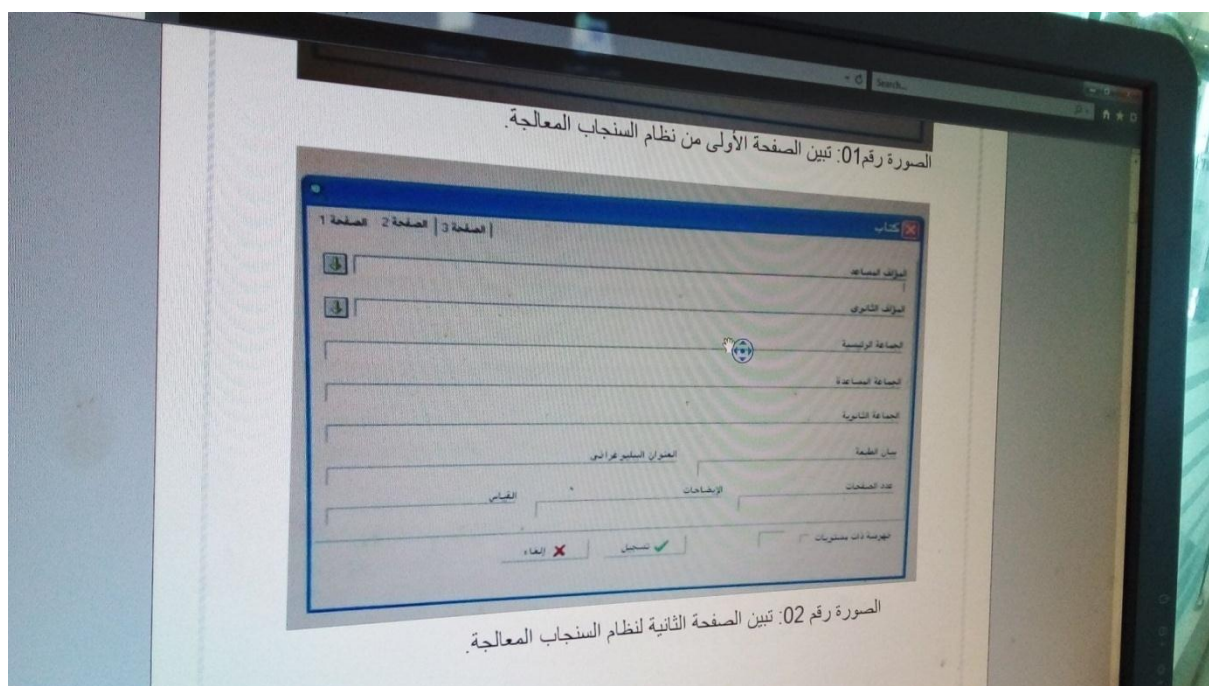 Search...
الصورة رقم01: تبين الصفحة الأولى من نظام السنجاب المعالجة.
كتاب
الصفحة 1 الصفحة 2 الصفحة 3
المؤلف المساعد
المؤلف الثانوي
الجماعة الرئيسية
الجماعة المساعدة
الجماعة الثانوية
بيان الطبعة العنوان البيليوغرافي
عدد الصفحات الإيضاحات القياس
فهرسة ذات مستويات
تسجيل إلغاء
الصورة رقم 02: تبين الصفحة الثانية لنظام السنجاب المعالجة.